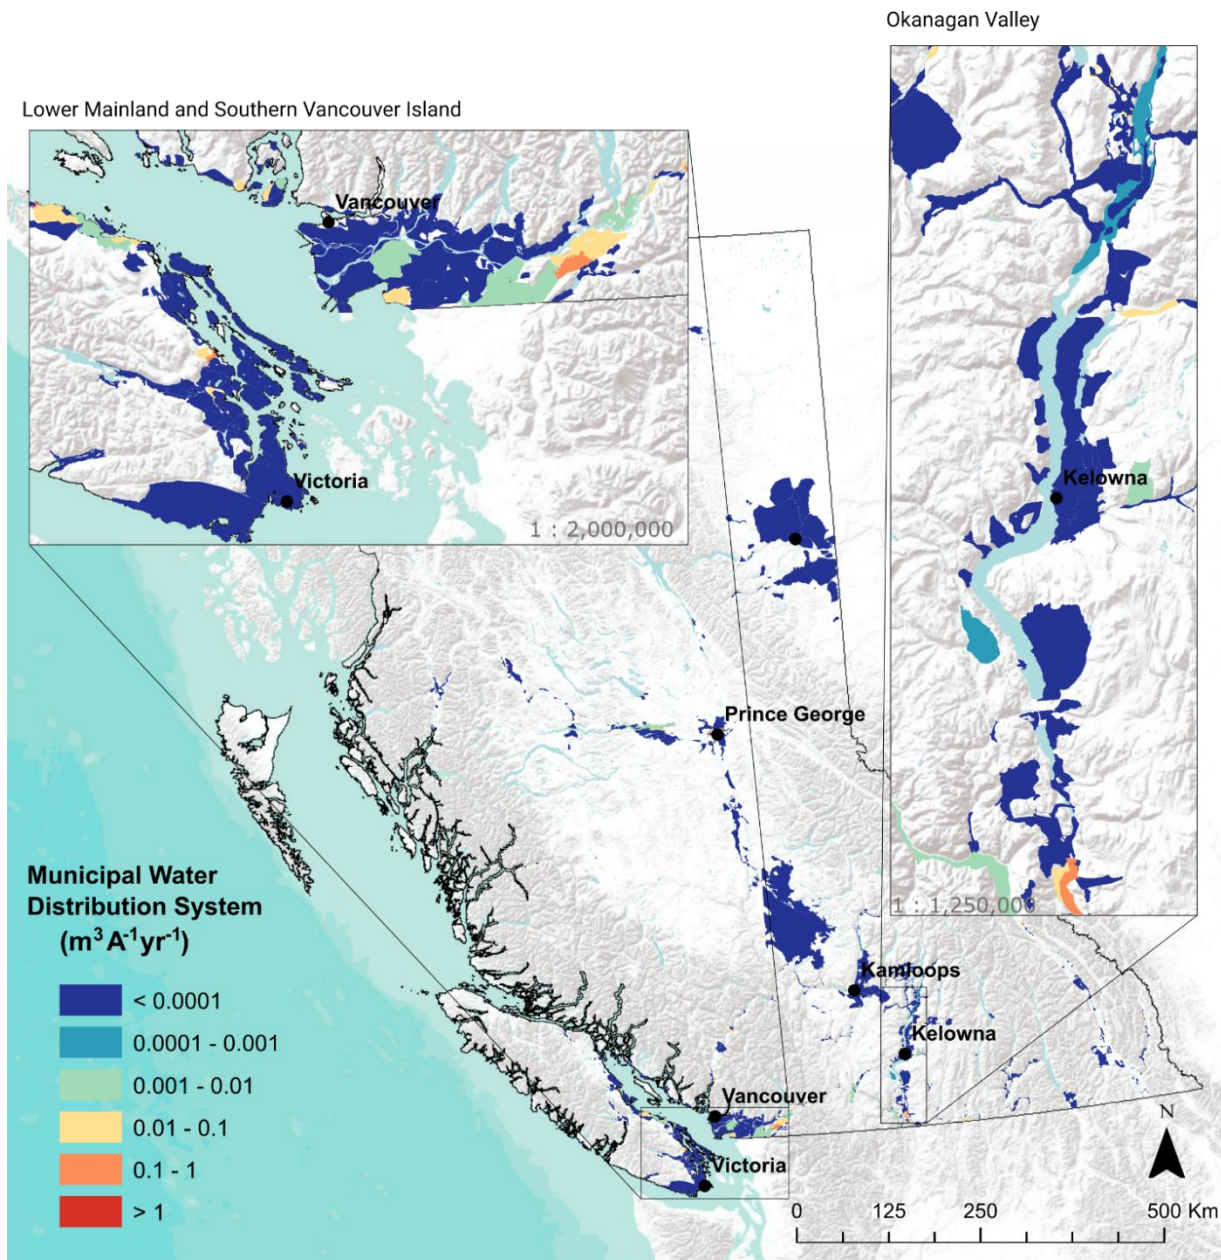 Okanagan Valley
Lower Mainland and Southern Vancouver Island
Vancouver
Victoria
1 : 2,000,000
Kelowna
1 : 1,250,000
Prince George
Kamloops
Kelowna
Vancouver
Victoria
Municipal Water
Distribution System
(m³ A⁻¹yr⁻¹)
< 0.0001
0.0001 - 0.001
0.001 - 0.01
0.01 - 0.1
0.1 - 1
> 1
N
0 125 250 500 Km